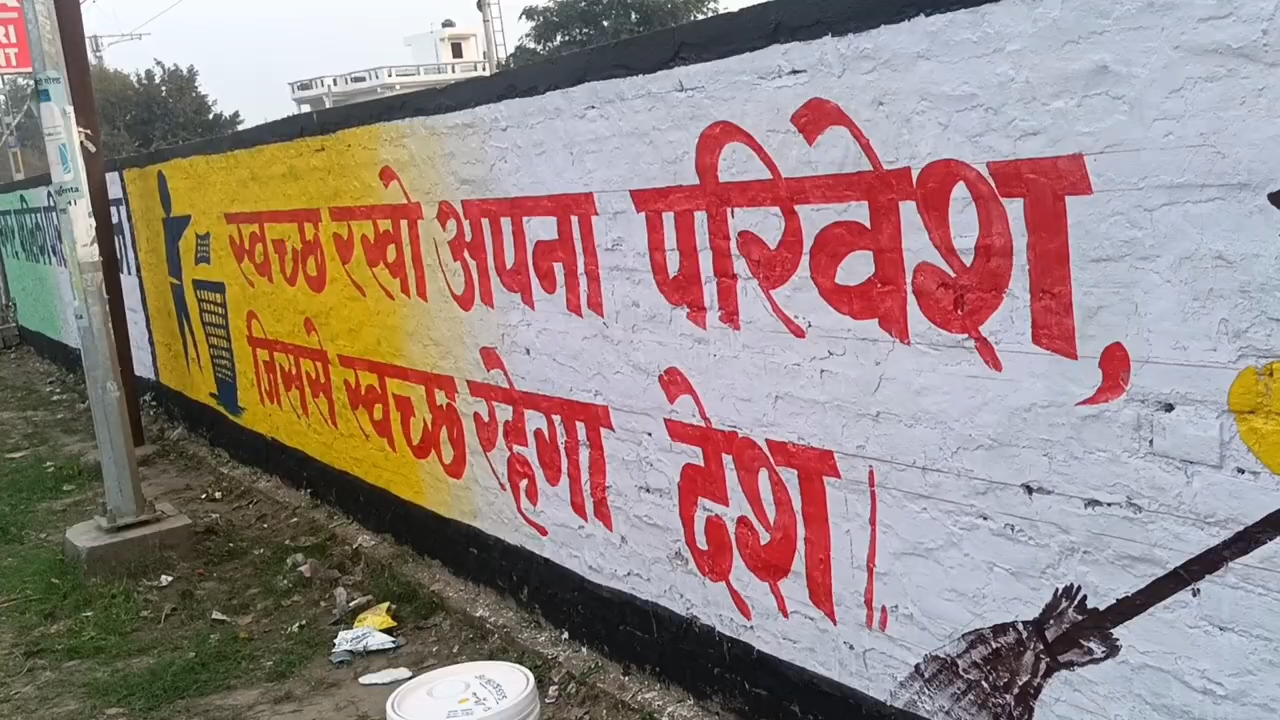 स्वच्छ रखो अपना परिवेश,
जिससे स्वच्छ रहेगा देश।